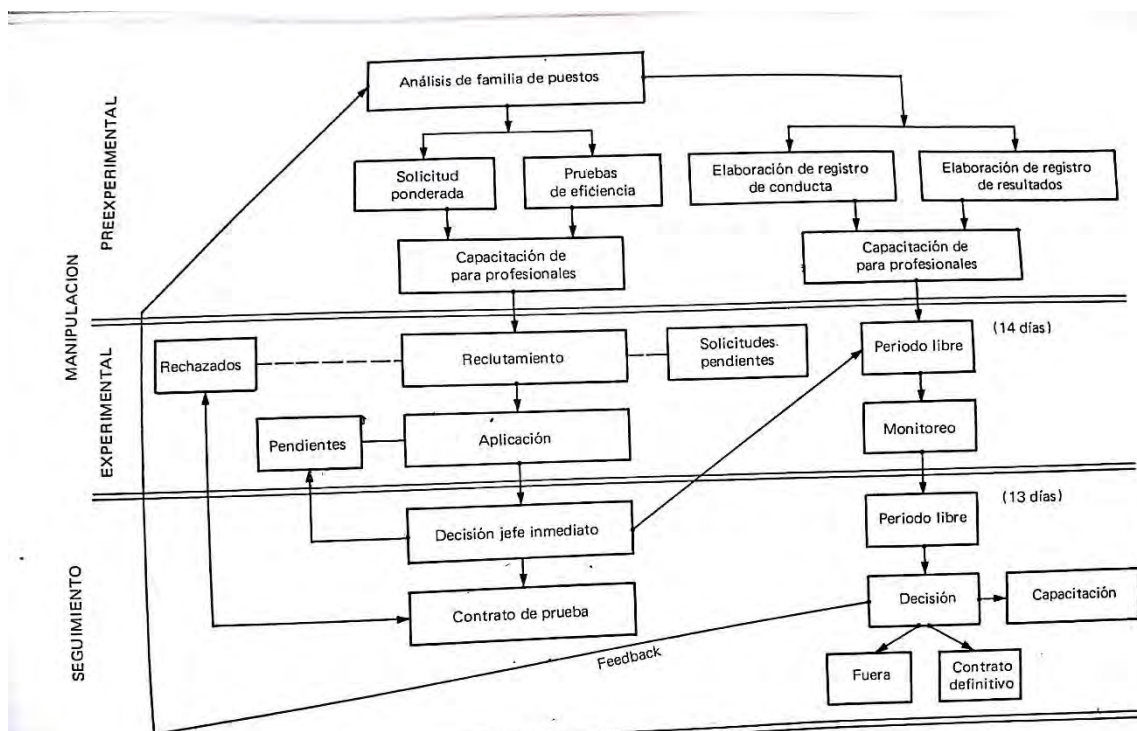 Análisis de familia de puestos
PREEXPERIMENTAL
Solicitud
ponderada
Pruebas
de eficiencia
Elaboración de registro
de conducta
Elaboración de registro
de resultados
Capacitación de
para profesionales
Capacitación de
para profesionales
MANIPULACION
EXPERIMENTAL
Rechazados
Reclutamiento
Solicitudes.
pendientes
Periodo libre
(14 días)
Pendientes
Aplicación
Monitoreo
SEGUIMIENTO
Decisión jefe inmediato
Periodo libre
(13 días)
Contrato de prueba
Decisión
Capacitación
Feedback
Fuera
Contrato
definitivo